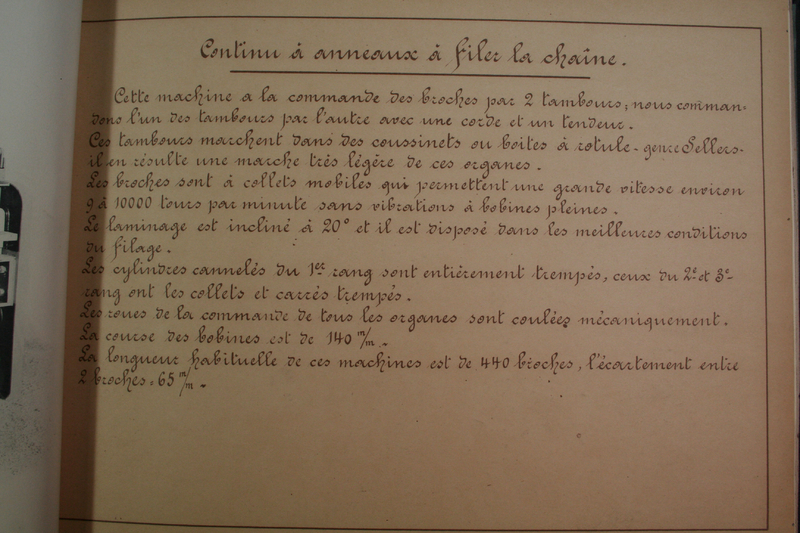 Continu à anneaux à filer la chaîne.
Cette machine a la commande des broches par 2 tambours; nous comman-
dons l'un des tambours par l'autre avec une corde et un tendeur.
Ces tambours marchent dans des coussinets ou boites à rotule - genre Sellers -
il en résulte une marche très légère de ces organes.
Les broches sont à collets mobiles qui permettent une grande vitesse environ
9 à 10000 tours par minute sans vibrations à bobines pleines.
Le laminage est incliné à 20° et il est disposé dans les meilleures conditions
du filage.
Les cylindres cannelés du 1er rang sont entièrement trempés, ceux du 2e et 3e
rang ont les collets et carrés trempés.
Les roues de la commande de tous les organes sont coulées mécaniquement.
La course des bobines est de 140 m/m.
La longueur habituelle de ces machines est de 440 broches, l'écartement entre
2 broches = 65 m/m.